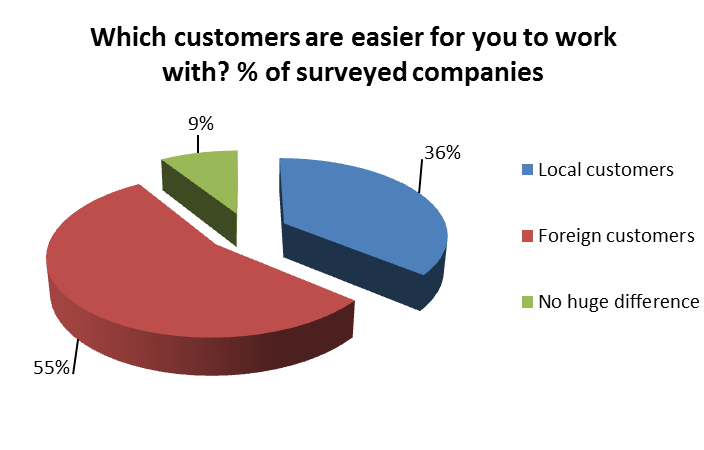 Which customers are easier for you to work
with? % of surveyed companies
9%
36%
Local customers
Foreign customers
No huge difference
55%